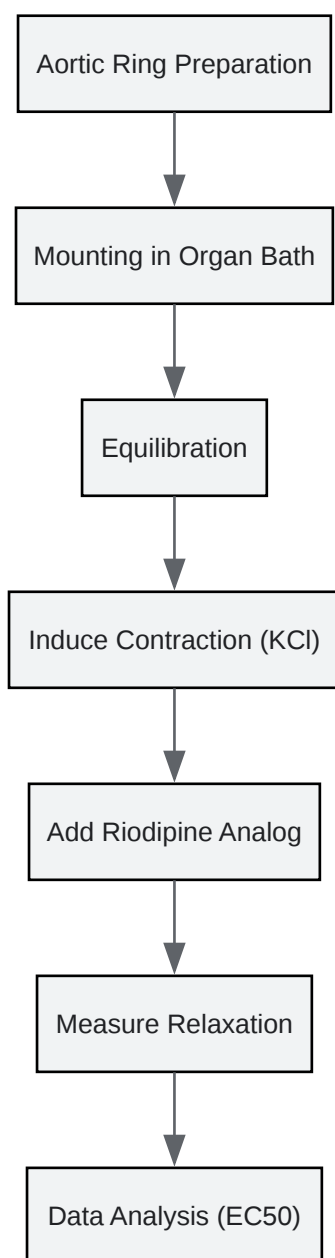 Aortic Ring Preparation
Mounting in Organ Bath
Equilibration
Induce Contraction (KCl)
Add Riodipine Analog
Measure Relaxation
Data Analysis (EC50)